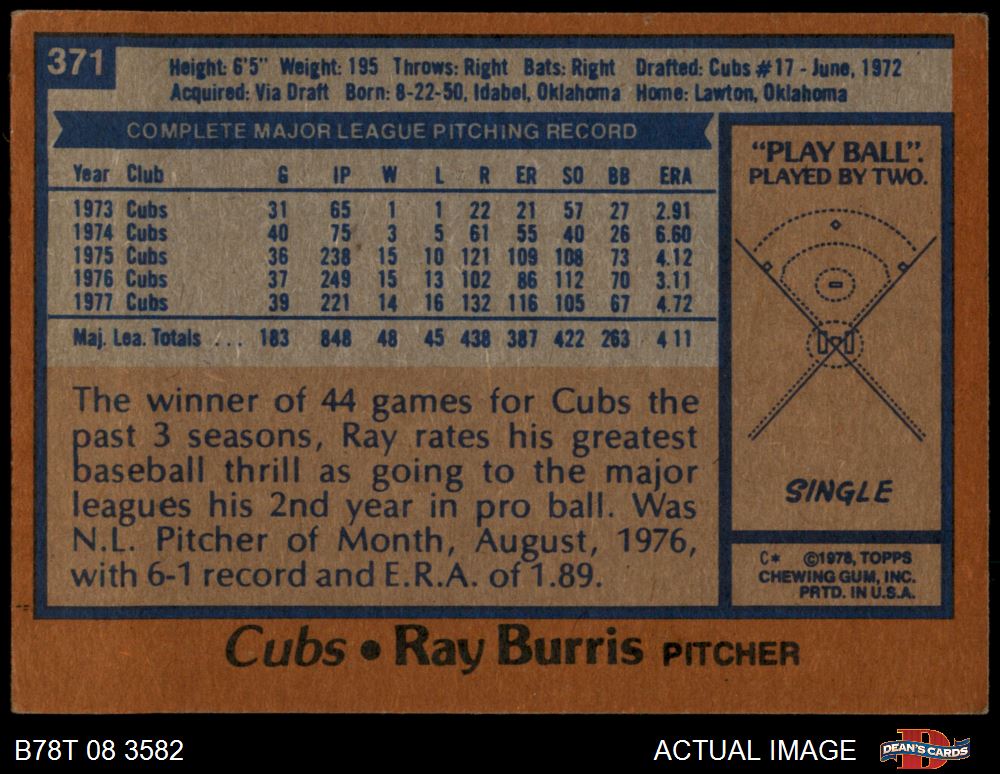 371
Height: 6'5" Weight: 195 Throws: Right Bats: Right Drafted: Cubs #17 - June, 1972
Acquired: Via Draft Born: 8-22-50, Idabel, Oklahoma Home: Lawton, Oklahoma
COMPLETE MAJOR LEAGUE PITCHING RECORD
Year Club G IP W L R ER SO BB ERA
1973 Cubs 31 65 1 1 22 21 57 27 2.91
1974 Cubs 40 75 3 5 61 55 40 26 6.60
1975 Cubs 36 238 15 10 121 109 108 73 4.12
1976 Cubs 37 249 15 13 102 86 112 70 3.11
1977 Cubs 39 221 14 16 132 116 105 67 4.72
Maj. Lea. Totals ... 183 848 48 45 438 387 422 263 4 11
The winner of 44 games for Cubs the
past 3 seasons, Ray rates his greatest
baseball thrill as going to the major
leagues his 2nd year in pro ball. Was
N.L. Pitcher of Month, August, 1976,
with 6-1 record and E.R.A. of 1.89.
"PLAY BALL".
PLAYED BY TWO.
SINGLE
C* ©1978, TOPPS
CHEWING GUM, INC.
PRTD. IN U.S.A.
Cubs • Ray Burris PITCHER
B78T 08 3582
ACTUAL IMAGE
DEAN'S CARDS